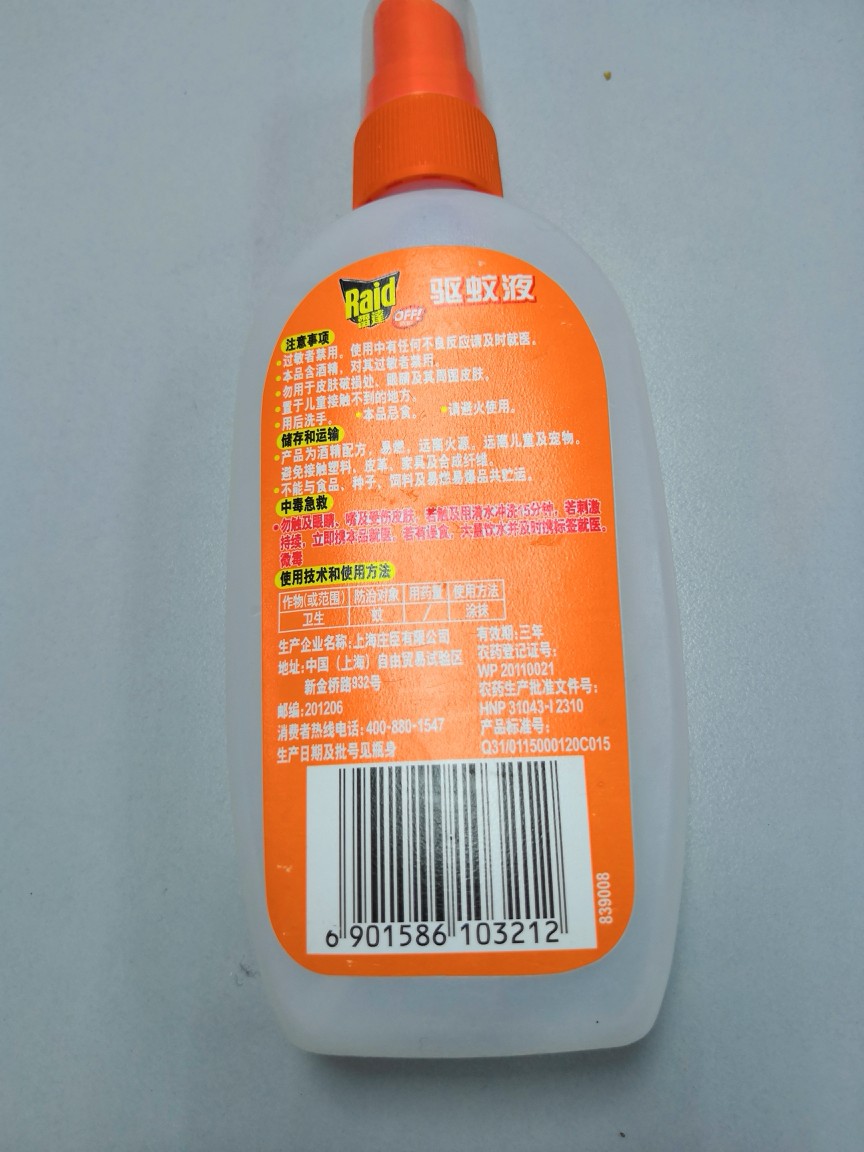 Raid
雷達
OFF!
驱蚊液
注意事项
•过敏者禁用。使用中有任何不良反应请及时就医。
•本品含酒精,对其过敏者禁用。
•勿用于皮肤破损处、眼睛及其周围皮肤。
•置于儿童接触不到的地方。
•用后洗手。 •本品忌食。 •请避火使用。
储存和运输
•产品为酒精配方,易燃,远离火源,远离儿童及宠物。
避免接触塑料,皮革、家具及合成纤维。
•不能与食品、种子、饲料及易燃易爆品共贮运。
中毒急救
•勿触及眼睛,嘴及受伤皮肤。若触及用清水冲洗15分钟,若刺激
持续,立即携本品就医。若有误食,大量饮水并及时携标签就医。
微毒
使用技术和使用方法
作物(或范围) 防治对象 用药量 使用方法
卫生 蚊 / 涂抹
生产企业名称:上海庄臣有限公司
地址:中国(上海)自由贸易试验区
新金桥路932号
邮编:201206
消费者热线电话:400-880-1547
生产日期及批号见瓶身
有效期:三年
农药登记证号:
WP 20110021
农药生产批准文件号:
HNP 31043-I 2310
产品标准号:
Q31/0115000120C015
839008
6 901586 103212